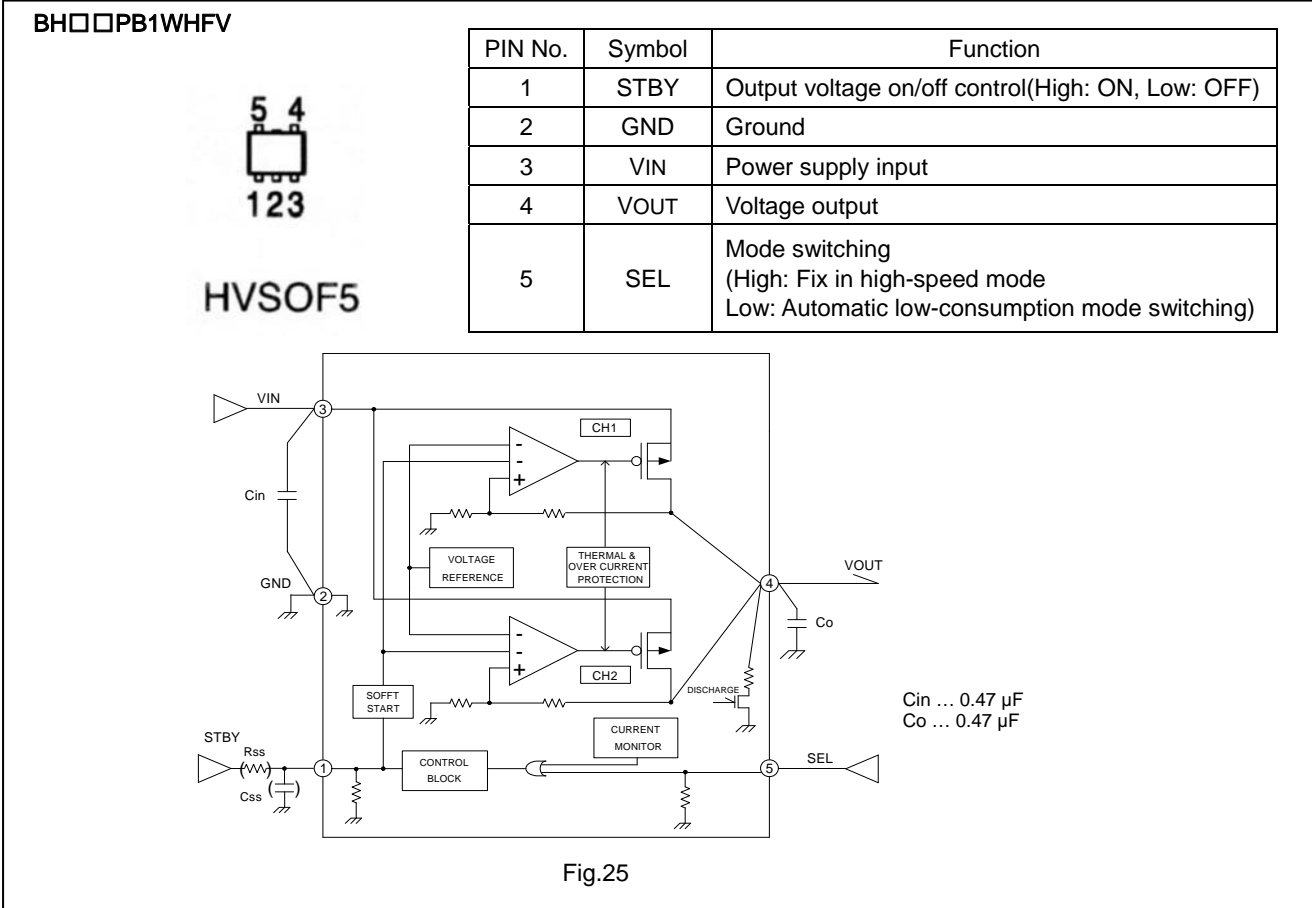 BH□□PB1WHFV
PIN No. Symbol Function
1 STBY Output voltage on/off control(High: ON, Low: OFF)
2 GND Ground
3 VIN Power supply input
4 VOUT Voltage output
5 SEL Mode switching
(High: Fix in high-speed mode
Low: Automatic low-consumption mode switching)
5 4
123
HVSOF5
VIN
3
CH1
-
-
+
Cin
VOLTAGE
REFERENCE
THERMAL &
OVER CURRENT
PROTECTION
GND
2
VOUT
4
Co
-
-
+
CH2
SOFFT
START
DISCHARGE
Cin … 0.47 µF
Co … 0.47 µF
CURRENT
MONITOR
STBY
Rss
1
CONTROL
BLOCK
5
SEL
Css
Fig.25